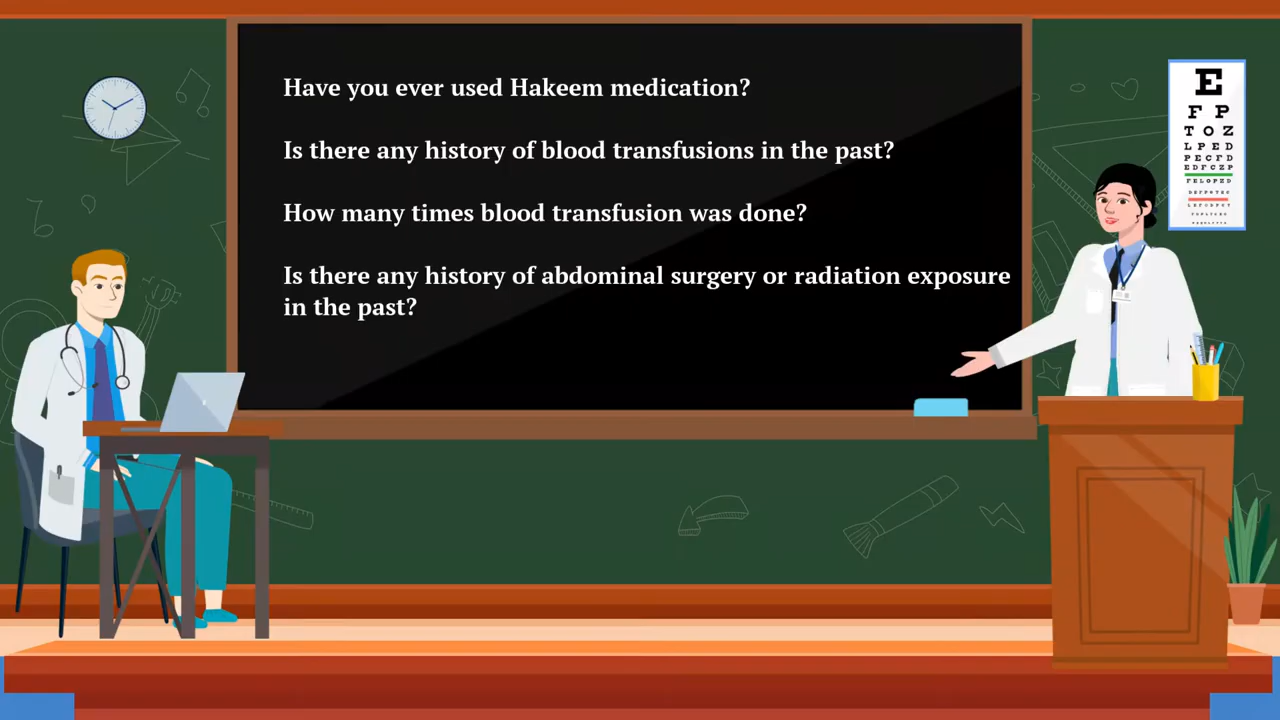 Have you ever used Hakeem medication?
Is there any history of blood transfusions in the past?
How many times blood transfusion was done?
Is there any history of abdominal surgery or radiation exposure
in the past?
E
F P
T O Z
L P E D
P E C F D
E D F C Z P
F E L O P Z D